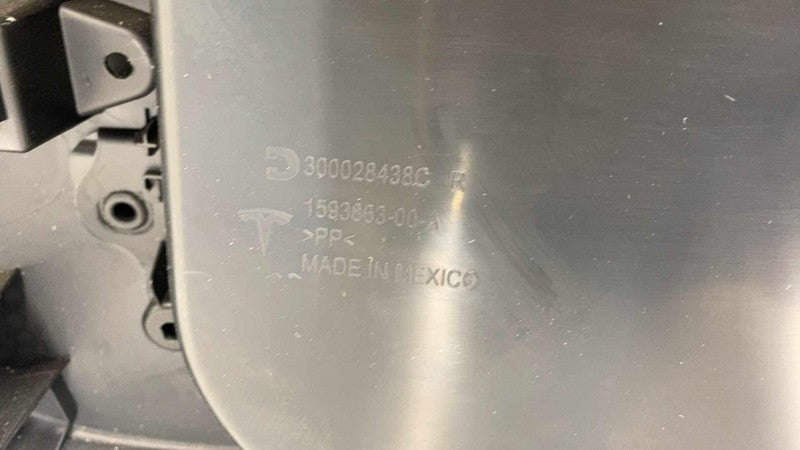 300028438C R
1593863-00-A
>PP<
MADE IN MEXICO